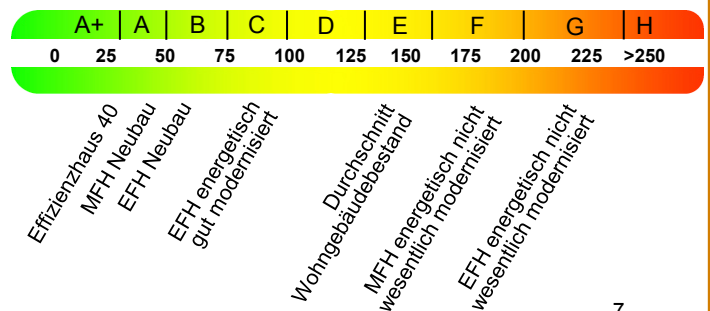 A+ A B C D E F G H
0 25 50 75 100 125 150 175 200 225 >250
Effizienzhaus 40
MFH Neubau
EFH Neubau
EFH energetisch
gut modernisiert
Durchschnitt
Wohngebäudebestand
MFH energetisch nicht
wesentlich modernisiert
EFH energetisch nicht
wesentlich modernisiert
7